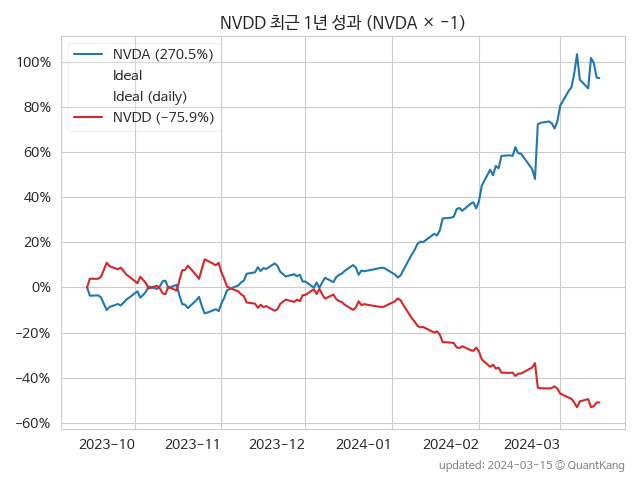 NVDD 최근 1년 성과 (NVDA × -1)
NVDA (270.5%)
Ideal
Ideal (daily)
NVDD (-75.9%)
100%
80%
60%
40%
20%
0%
-20%
-40%
-60%
2023-10 2023-11 2023-12 2024-01 2024-02 2024-03
updated: 2024-03-15 © QuantKang